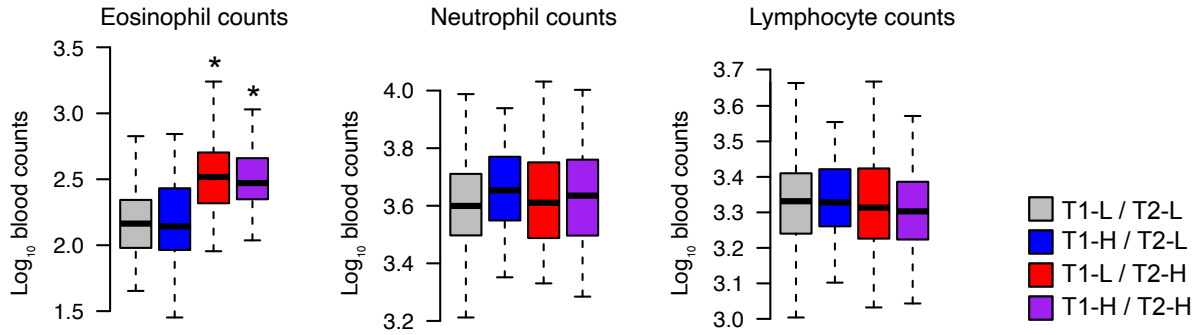 Eosinophil counts
Neutrophil counts
Lymphocyte counts
Log₁₀ blood counts
3.5
3.0
2.5
2.0
1.5
*
*
Log₁₀ blood counts
4.0
3.8
3.6
3.4
3.2
Log₁₀ blood counts
3.7
3.6
3.5
3.4
3.3
3.2
3.1
3.0
T1-L / T2-L
T1-H / T2-L
T1-L / T2-H
T1-H / T2-H